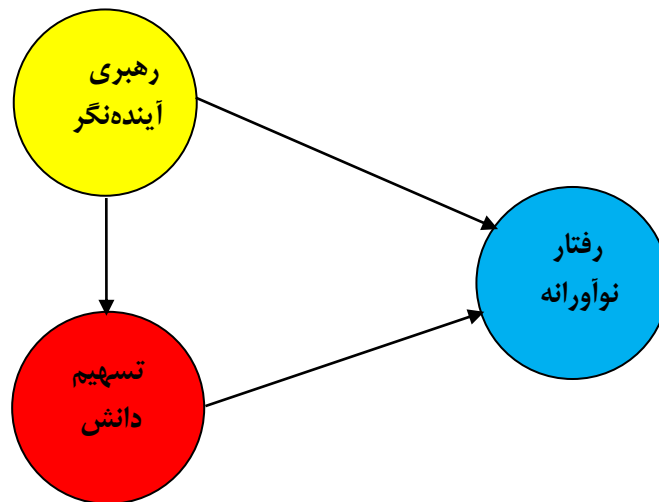 رهبری
آینده‌نگر
رفتار
نوآورانه
تسهیم
دانش